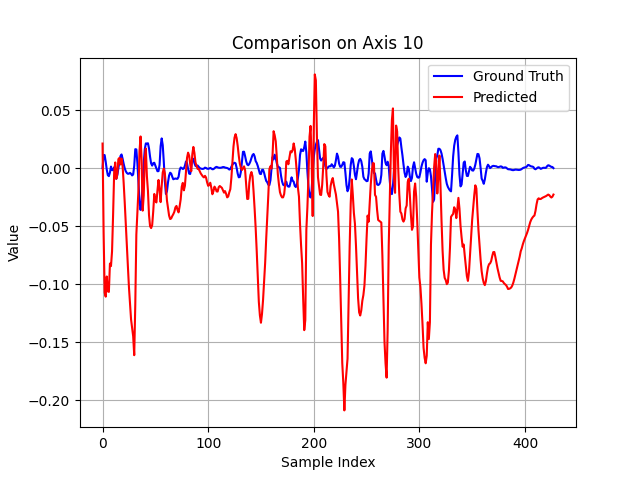 Comparison on Axis 10
Ground Truth
Predicted
0.05
0.00
−0.05
−0.10
−0.15
−0.20
Value
0
100
200
300
400
Sample Index